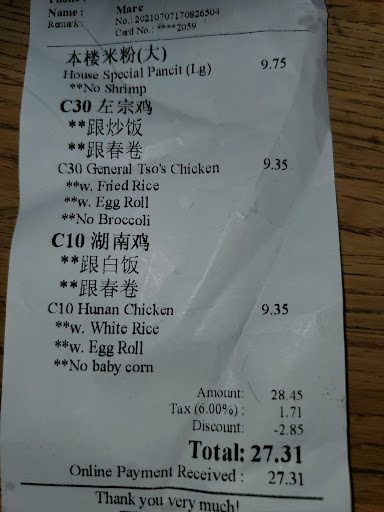 Name : Marc
Remark: No.: 20210707170826504
Card No.: ****2059
本楼米粉(大)
House Special Pancit (Lg) 9.75
**No Shrimp
C30 左宗鸡
**跟炒饭
**跟春卷
C30 General Tso's Chicken 9.35
**w. Fried Rice
**w. Egg Roll
**No Broccoli
C10 湖南鸡
**跟白饭
**跟春卷
C10 Hunan Chicken 9.35
**w. White Rice
**w. Egg Roll
**No baby corn
Amount: 28.45
Tax (6.00%) : 1.71
Discount: -2.85
Total: 27.31
Online Payment Received : 27.31
Thank you very much!